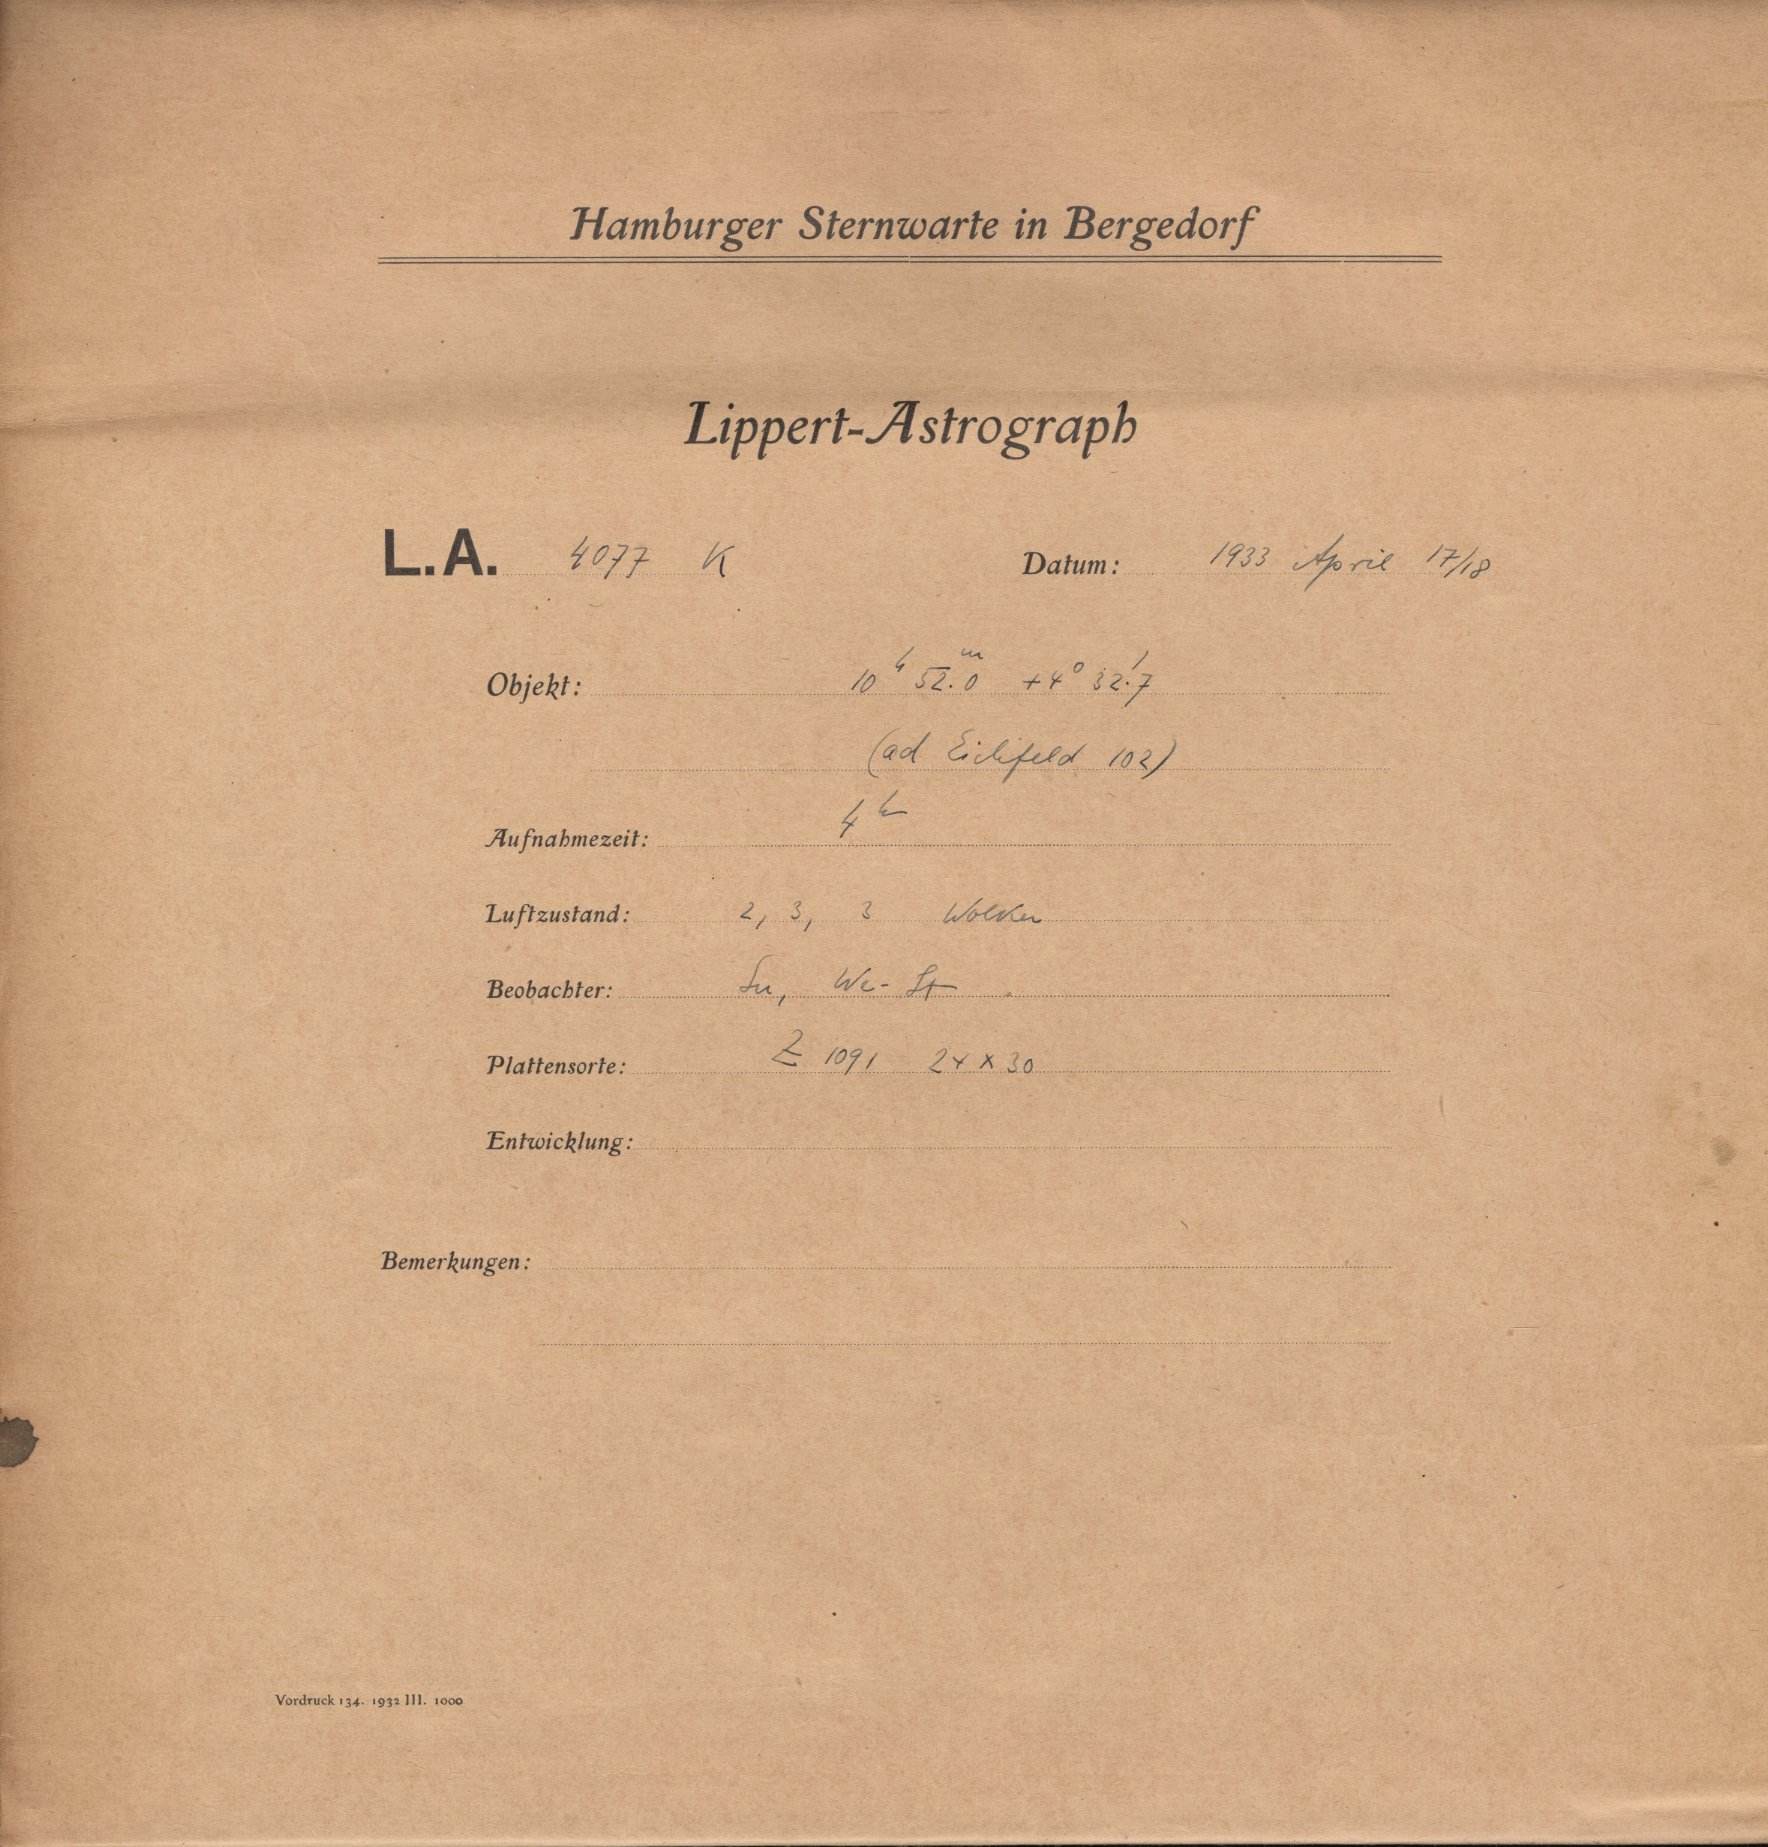 Hamburger Sternwarte in Bergedorf
Lippert-Astrograph
L.A. 4077 K Datum: 1933 April 17/18
Objekt: 10ʰ 52.0ᵐ +4° 32.'7
(ad Eichfeld 102)
Aufnahmezeit: 4ʰ
Luftzustand: 2, 3, 3 Wolken
Beobachter: We- St
Plattensorte: Z 1091 24 x 30
Entwicklung:
Bemerkungen:
Vordruck 134. 1932 III. 1000